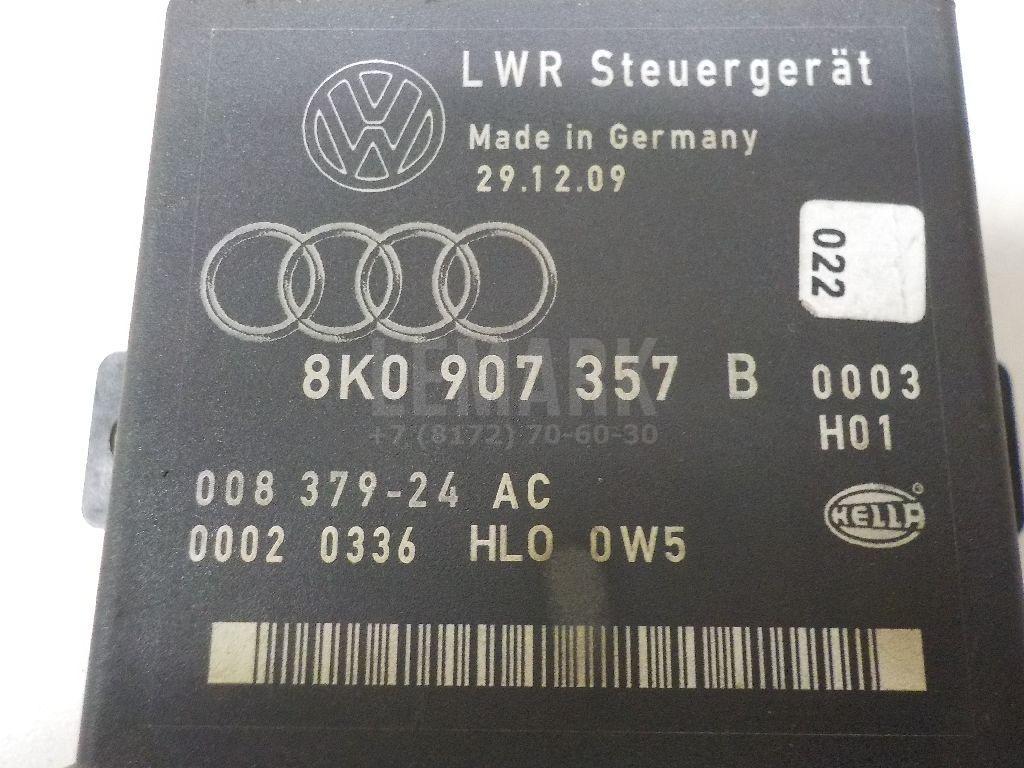 LWR Steuergerät
Made in Germany
29.12.09
022
8K0 907 357 B 0003
H01
LEMARK
+7 (8172) 70-60-30
008 379-24 AC
HELLA
0002 0336 HLO 0W5